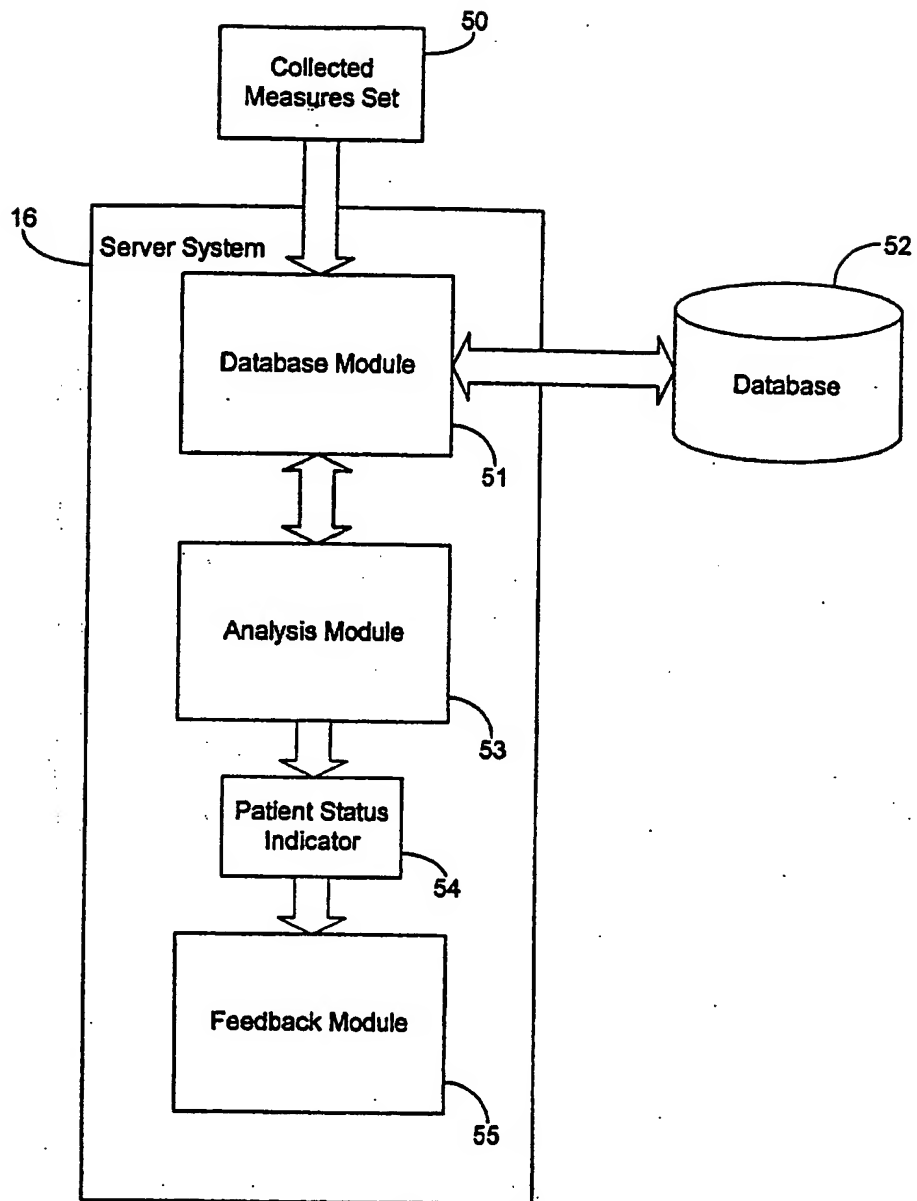 50
Collected
Measures Set
16
Server System
52
Database Module
Database
51
Analysis Module
53
Patient Status
Indicator
54
Feedback Module
55